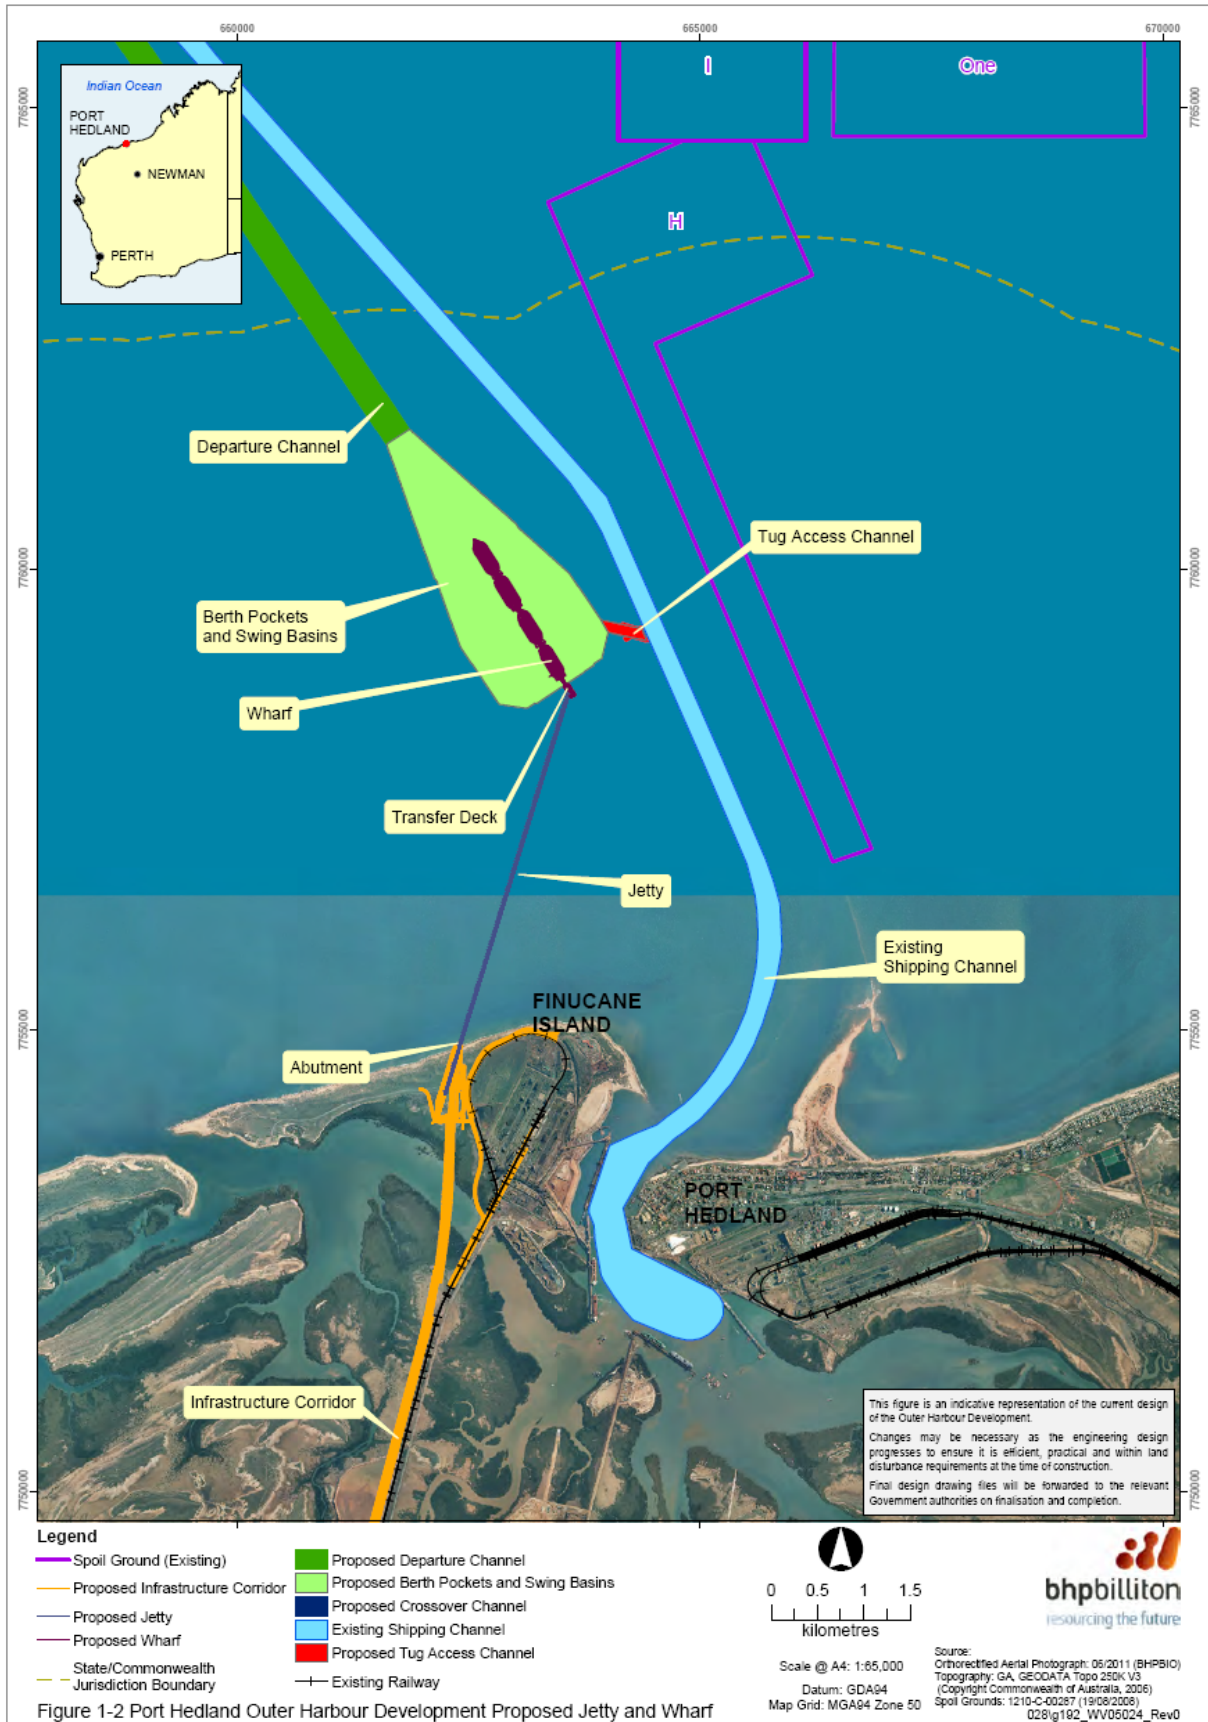 660000
665000
670000
7765000
7765000
Indian Ocean
PORT
HEDLAND
NEWMAN
PERTH
I
One
H
Departure Channel
Tug Access Channel
7760000
7760000
Berth Pockets
and Swing Basins
Wharf
Transfer Deck
Jetty
Existing
Shipping Channel
FINUCANE
ISLAND
7755000
7755000
Abutment
PORT
HEDLAND
Infrastructure Corridor
7750000
7750000
This figure is an indicative representation of the current design
of the Outer Harbour Development.
Changes may be necessary as the engineering design
progresses to ensure it is efficient, practical and within land
disturbance requirements at the time of construction.
Final design drawing files will be forwarded to the relevant
Government authorities on finalisation and completion.
Legend
Spoil Ground (Existing)
Proposed Infrastructure Corridor
Proposed Jetty
Proposed Wharf
State/Commonwealth
Jurisdiction Boundary
Proposed Departure Channel
Proposed Berth Pockets and Swing Basins
Proposed Crossover Channel
Existing Shipping Channel
Proposed Tug Access Channel
Existing Railway
0 0.5 1 1.5
kilometres
Scale @ A4: 1:65,000
Datum: GDA94
Map Grid: MGA94 Zone 50
bhpbilliton
resourcing the future
Source:
Orthorectified Aerial Photograph: 06/2011 (BHPBIO)
Topography: GA, GEODATA Topo 250K V3
(Copyright Commonwealth of Australia, 2006)
Spoil Grounds: 1210-C-00287 (19/08/2008)
028\g192_WV05024_Rev0
Figure 1-2 Port Hedland Outer Harbour Development Proposed Jetty and Wharf